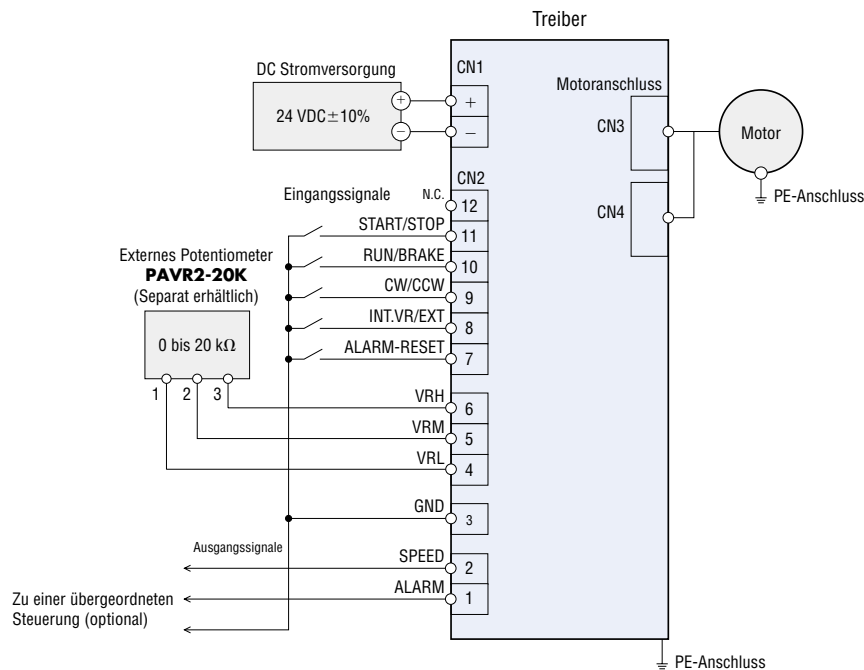 Treiber
DC Stromversorgung
24 VDC±10%
+
−
CN1
+
−
Motoranschluss
CN3
CN4
Motor
PE-Anschluss
CN2
Eingangssignale
N.C.
12
START/STOP
11
RUN/BRAKE
10
CW/CCW
9
INT.VR/EXT
8
ALARM-RESET
7
Externes Potentiometer
PAVR2-20K
(Separat erhältlich)
0 bis 20 kΩ
1
2
3
VRH
6
VRM
5
VRL
4
GND
3
Ausgangssignale
SPEED
2
ALARM
1
Zu einer übergeordneten
Steuerung (optional)
PE-Anschluss